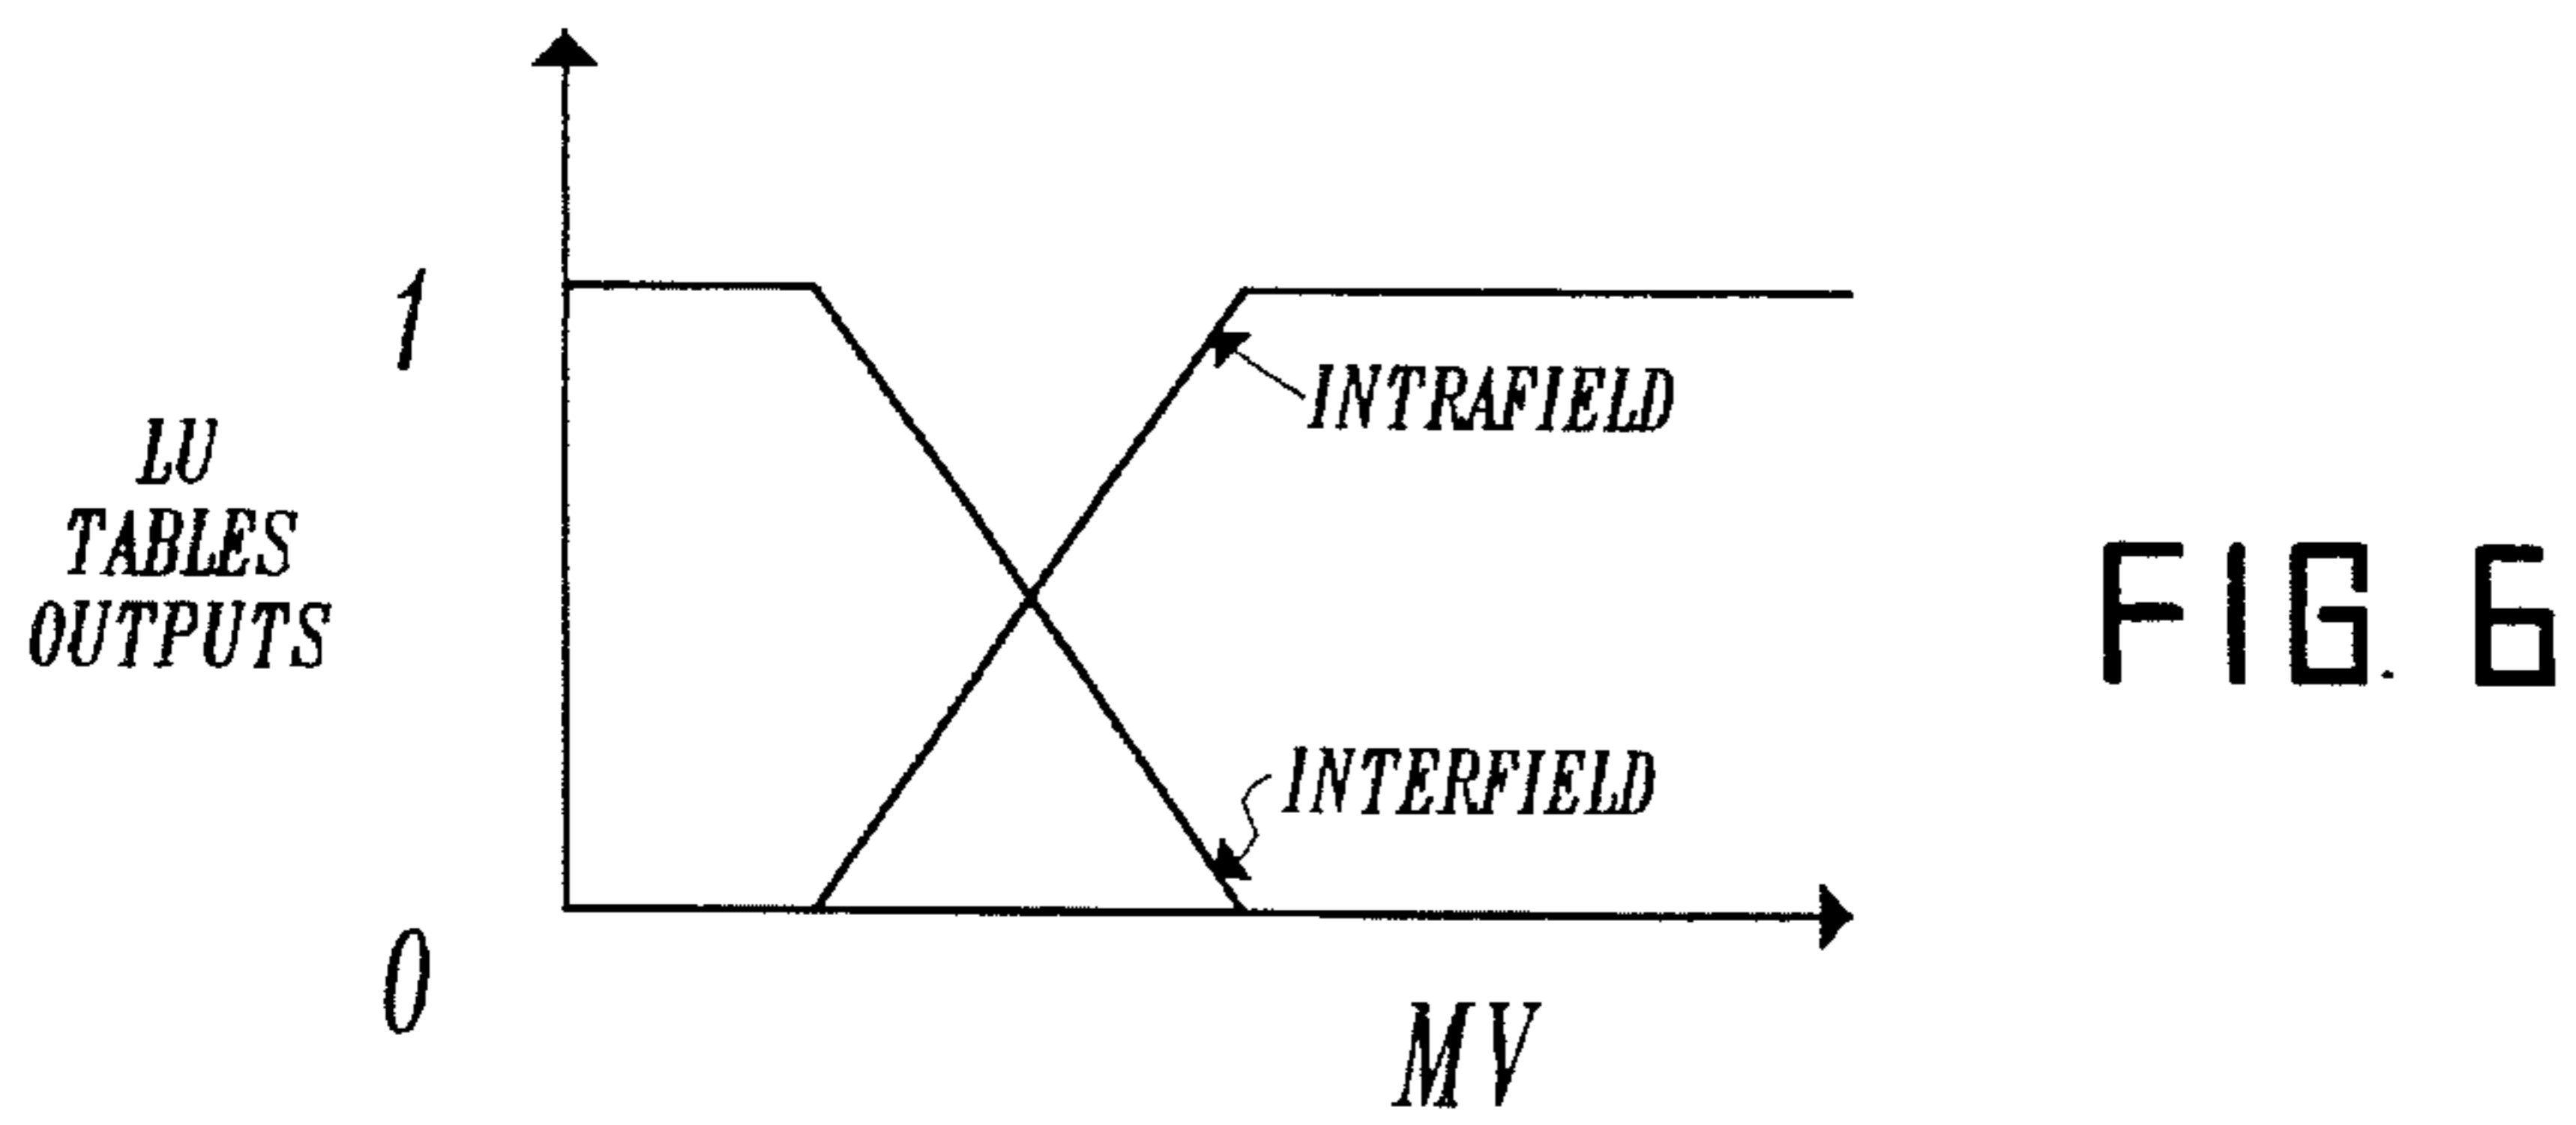 1
LU
TABLES
OUTPUTS
INTRAFIELD
INTERFIELD
0
MV
FIG. 6